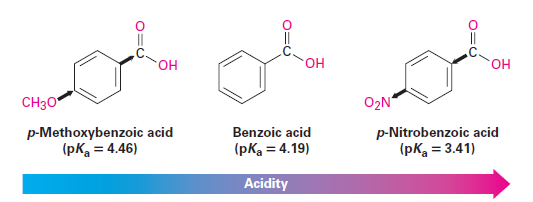 O
C
OH
CH3O
O
C
OH
O
C
OH
O2N
p-Methoxybenzoic acid
(pKa = 4.46)
Benzoic acid
(pKa = 4.19)
p-Nitrobenzoic acid
(pKa = 3.41)
Acidity